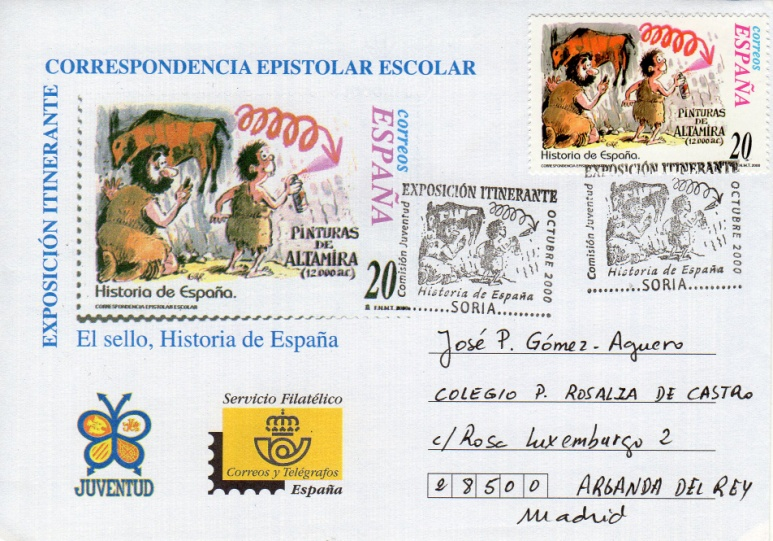 CORRESPONDENCIA EPISTOLAR ESCOLAR
EXPOSICIÓN ITINERANTE
correos
ESPAÑA
PINTURAS
DE
ALTAMIRA
(12.000 a.C)
20
Historia de España.
CORRESPONDENCIA EPISTOLAR ESCOLAR
F.N.M.T. 2000
El sello, Historia de España
correos
ESPAÑA
PINTURAS
DE
ALTAMIRA
(12.000 a.C)
20
Historia de España.
CORRESPONDENCIA EPISTOLAR ESCOLAR
F.N.M.T. 2000
EXPOSICIÓN ITINERANTE
Comisión Juventud
OCTUBRE 2000
Historia de España
SORIA
EXPOSICIÓN ITINERANTE
Comisión Juventud
OCTUBRE 2000
Historia de España
SORIA
José P. Gómez-Aguero
COLEGIO P. ROSALIA DE CASTRO
c/ Rosa Luxemburgo 2
28500 ARGANDA DEL REY
Madrid
JUVENTUD
Servicio Filatélico
Correos y Telégrafos
España